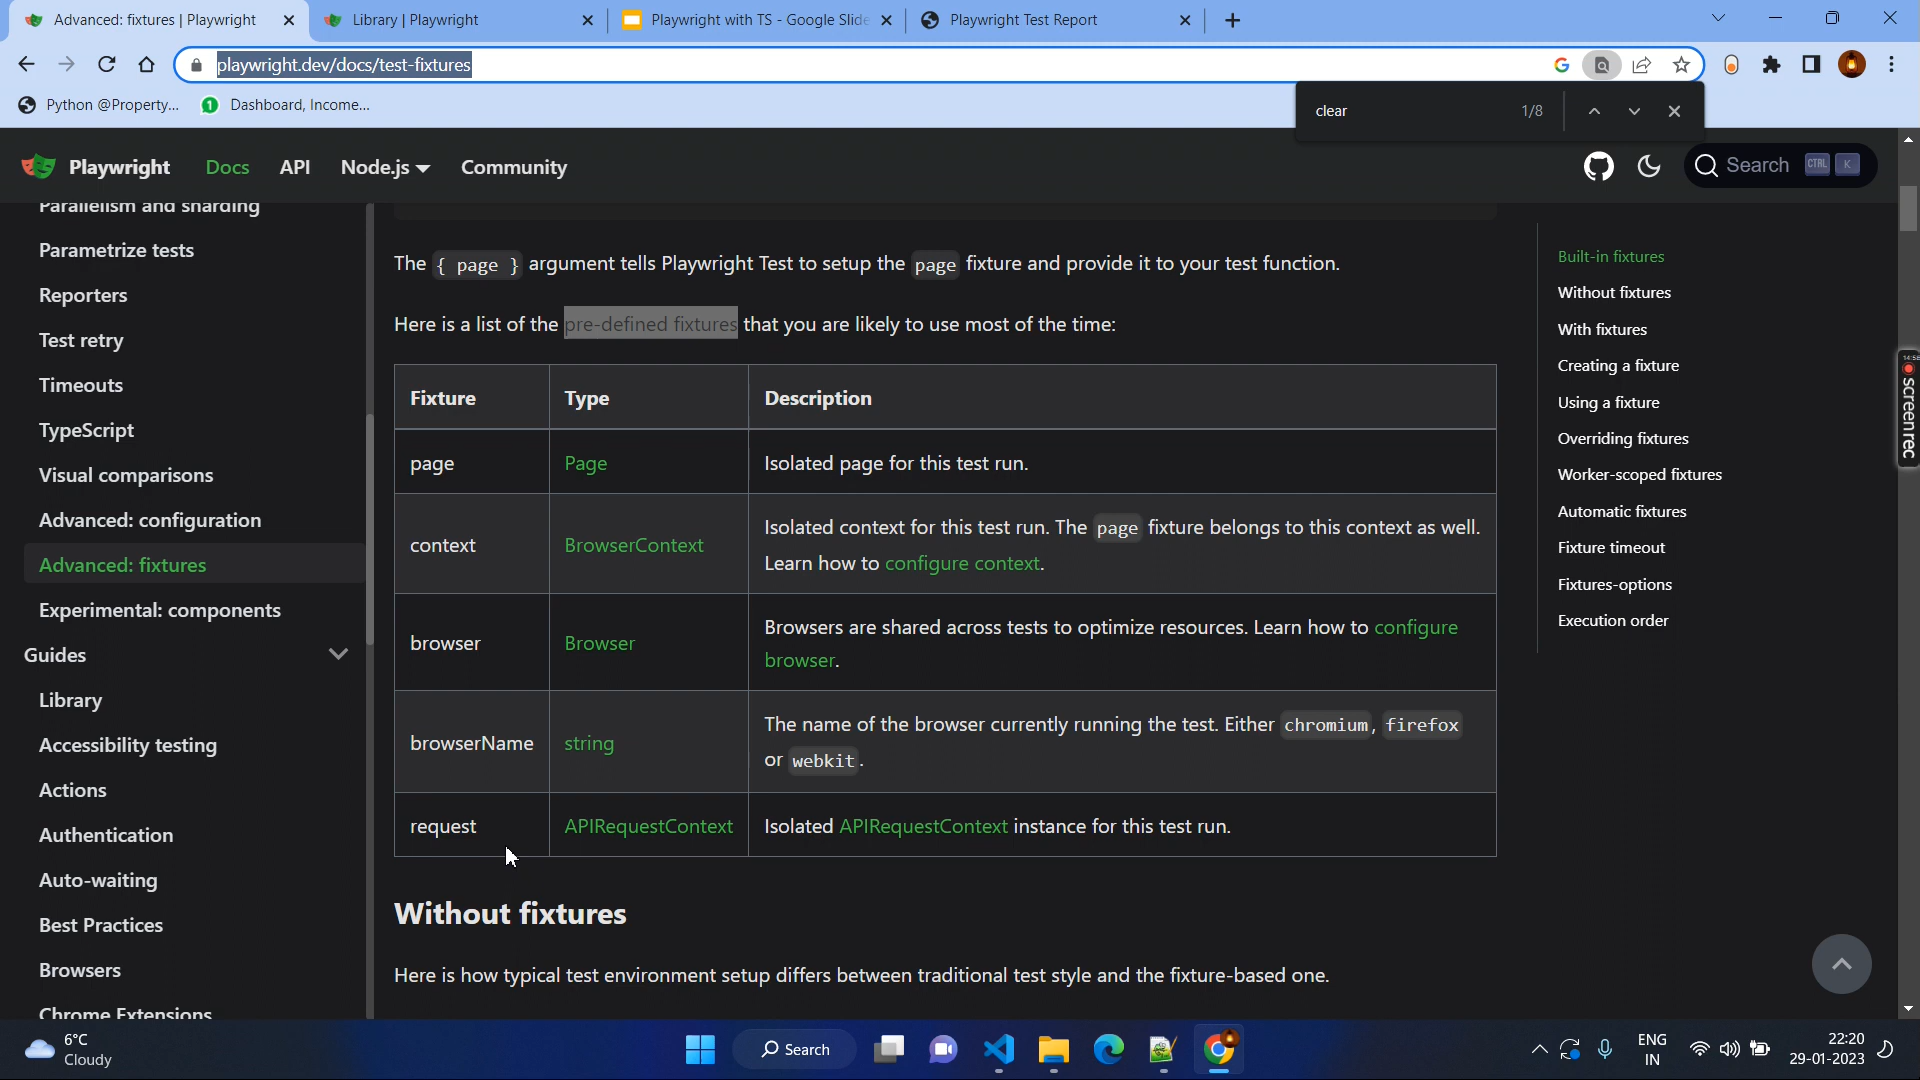 Advanced: fixtures | Playwright
Library | Playwright
Playwright with TS - Google Slide
Playwright Test Report
playwright.dev/docs/test-fixtures
Python @Property...
Dashboard, Income...
clear
1/8
Playwright
Docs
API
Node.js
Community
Search
CTRL
K
Parallelism and sharding
Parametrize tests
Reporters
Test retry
Timeouts
TypeScript
Visual comparisons
Advanced: configuration
Advanced: fixtures
Experimental: components
Guides
Library
Accessibility testing
Actions
Authentication
Auto-waiting
Best Practices
Browsers
Chrome Extensions
The { page } argument tells Playwright Test to setup the page fixture and provide it to your test function.
Here is a list of the pre-defined fixtures that you are likely to use most of the time:
Fixture Type Description
page Page Isolated page for this test run.
context BrowserContext Isolated context for this test run. The page fixture belongs to this context as well.
Learn how to configure context.
browser Browser Browsers are shared across tests to optimize resources. Learn how to configure
browser.
browserName string The name of the browser currently running the test. Either chromium, firefox
or webkit.
request APIRequestContext Isolated APIRequestContext instance for this test run.
Without fixtures
Here is how typical test environment setup differs between traditional test style and the fixture-based one.
Built-in fixtures
Without fixtures
With fixtures
Creating a fixture
Using a fixture
Overriding fixtures
Worker-scoped fixtures
Automatic fixtures
Fixture timeout
Fixtures-options
Execution order
14:58
screenrec
6°C
Cloudy
Search
ENG
IN
22:20
29-01-2023